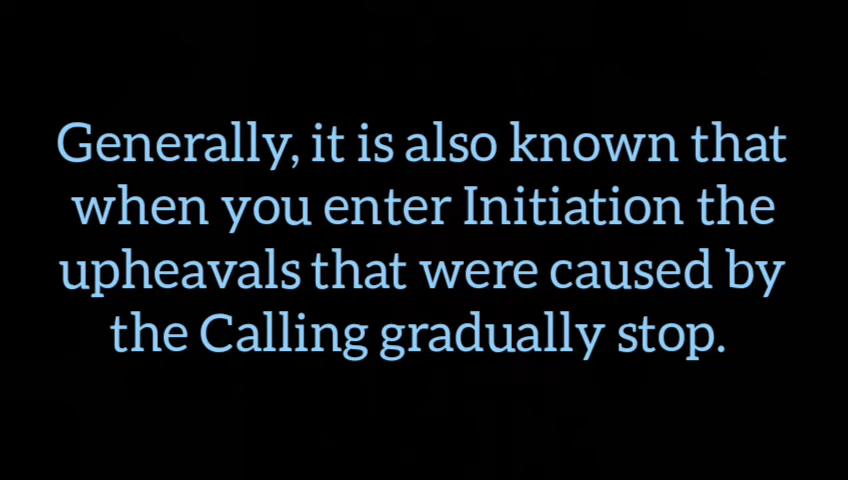 Generally, it is also known that
when you enter Initiation the
upheavals that were caused by
the Calling gradually stop.